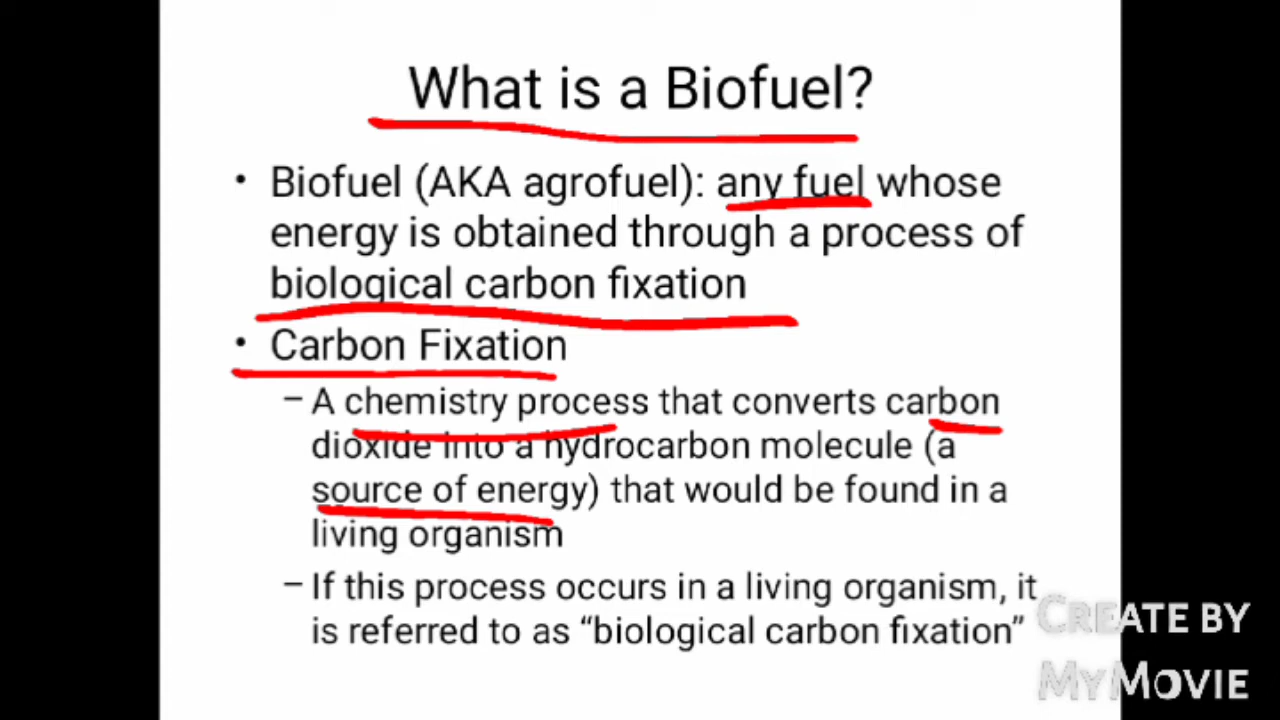 What is a Biofuel?
• Biofuel (AKA agrofuel): any fuel whose
energy is obtained through a process of
biological carbon fixation
• Carbon Fixation
– A chemistry process that converts carbon
dioxide into a hydrocarbon molecule (a
source of energy) that would be found in a
living organism
– If this process occurs in a living organism, it
is referred to as “biological carbon fixation”
CREATE BY
MYMOVIE